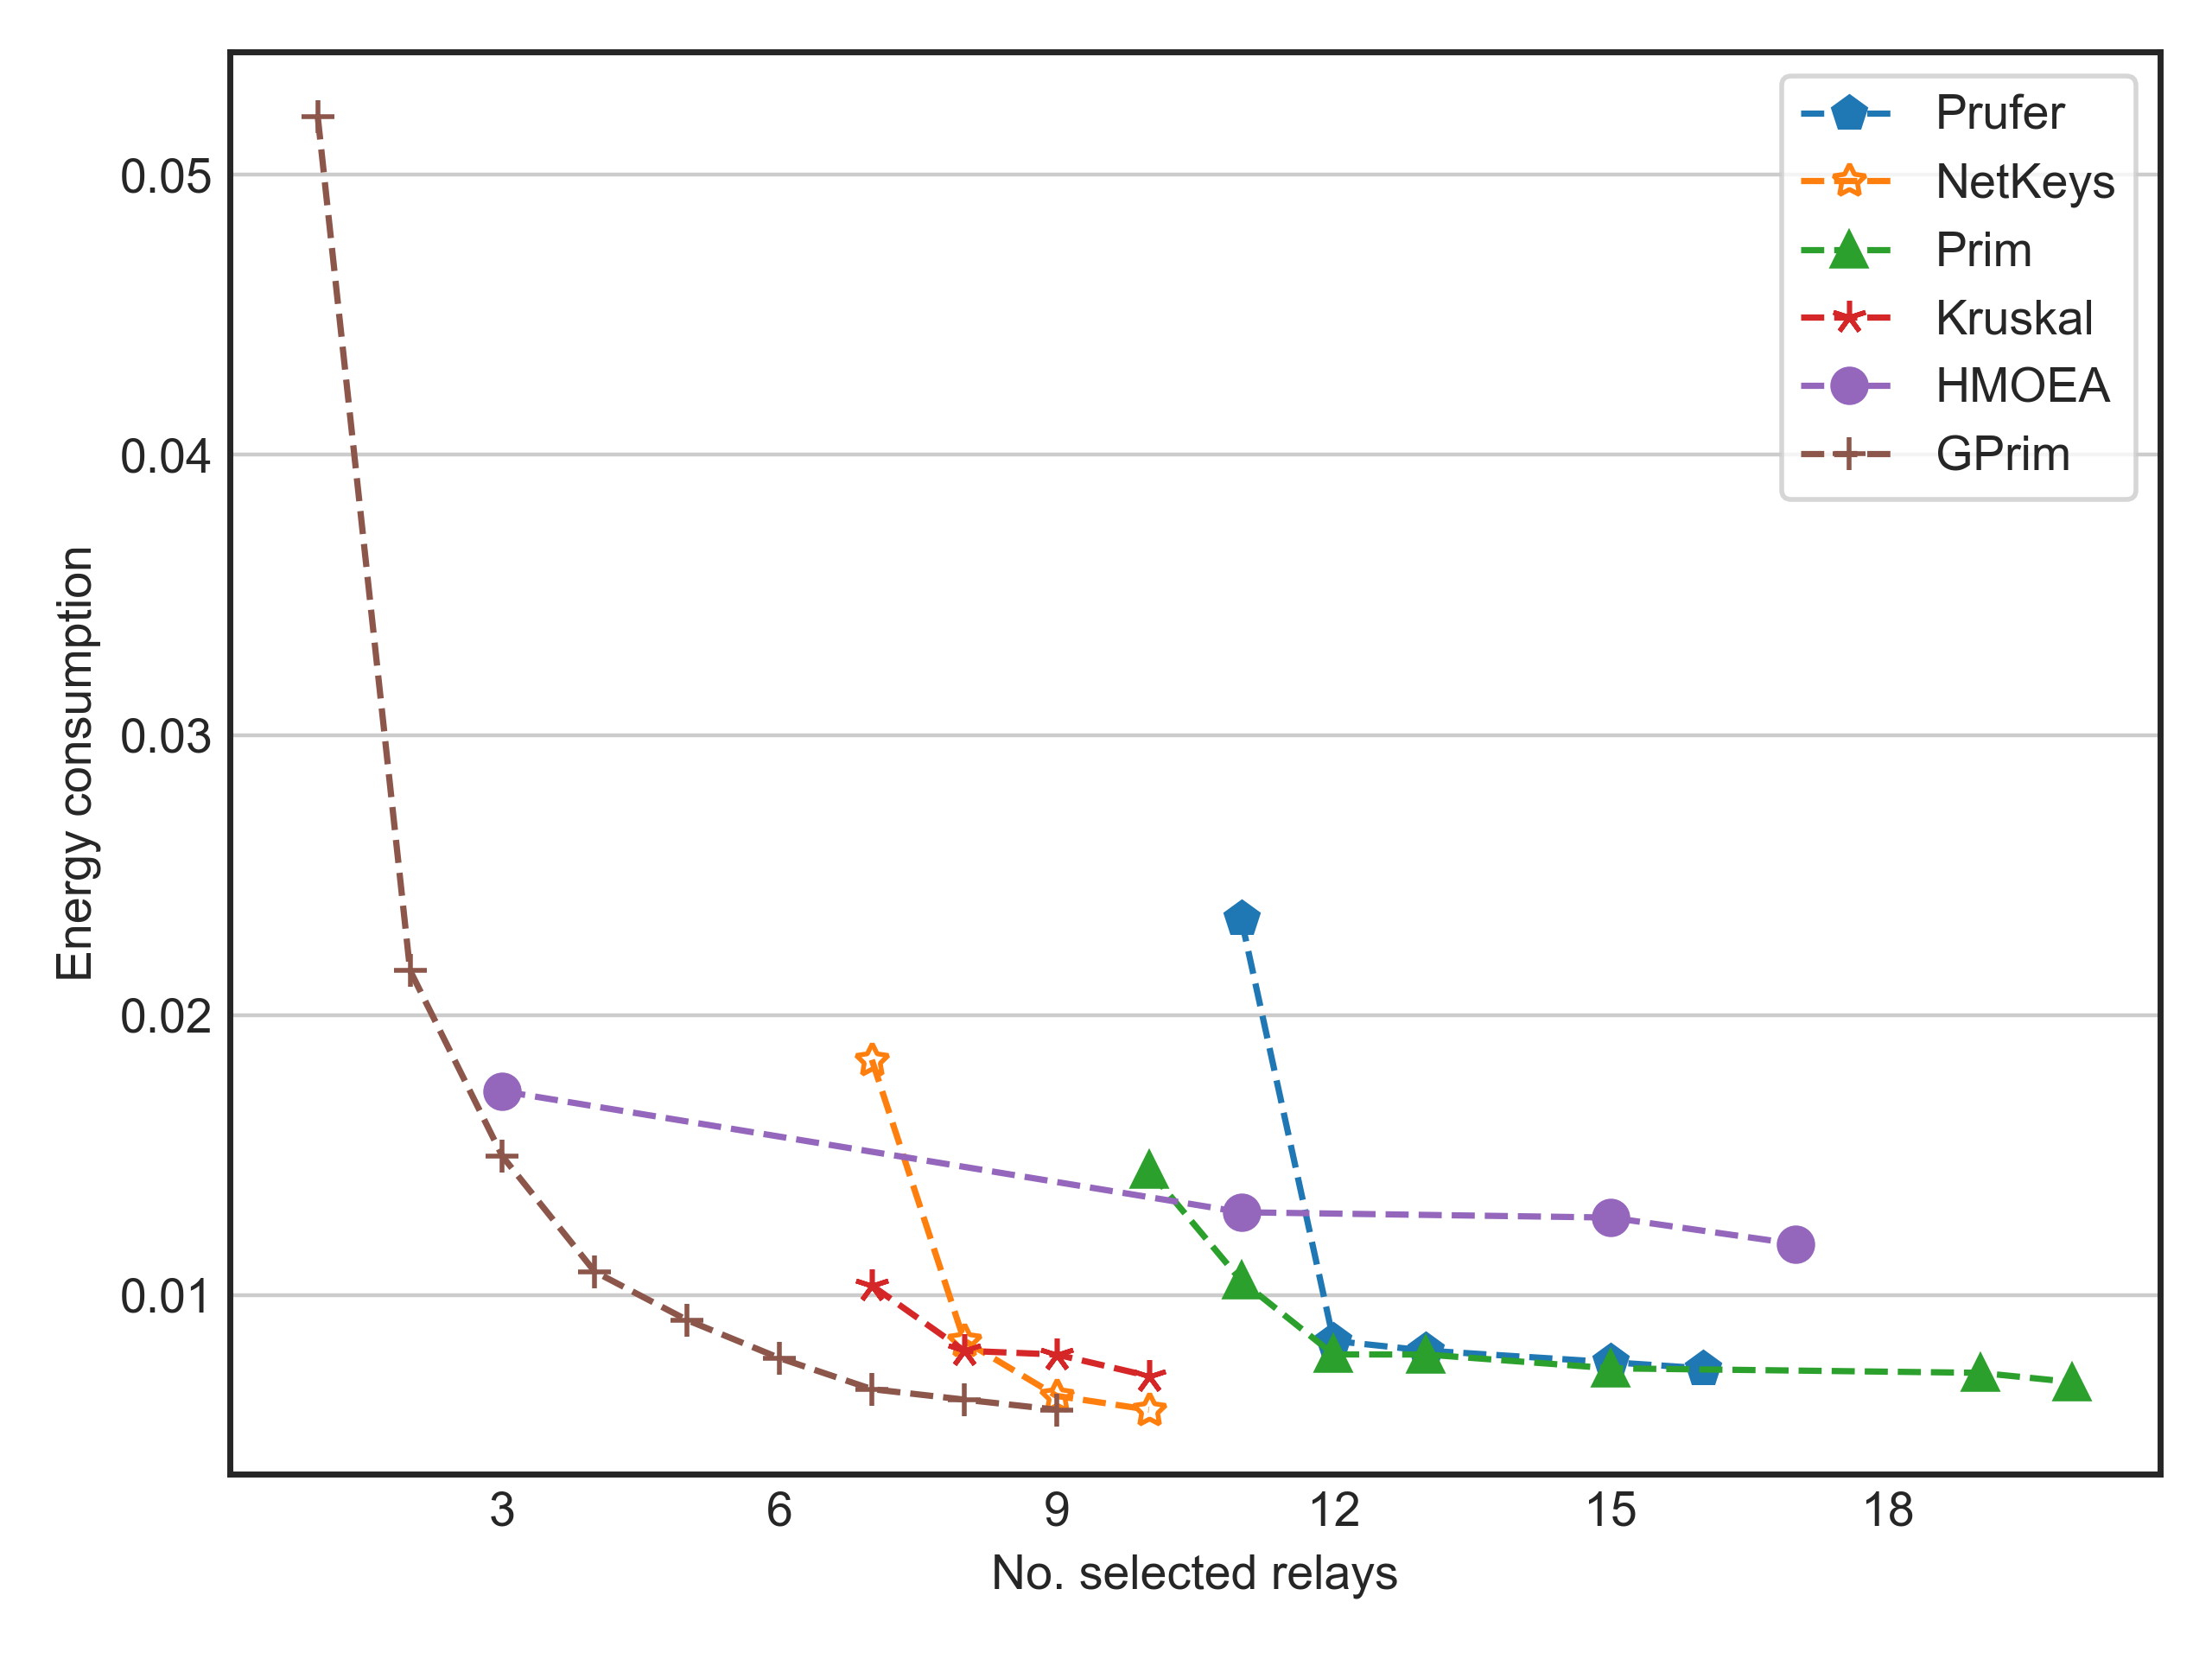 Prufer
NetKeys
Prim
Kruskal
HMOEA
GPrim
0.05
0.04
0.03
0.02
0.01
Energy consumption
3 6 9 12 15 18
No. selected relays